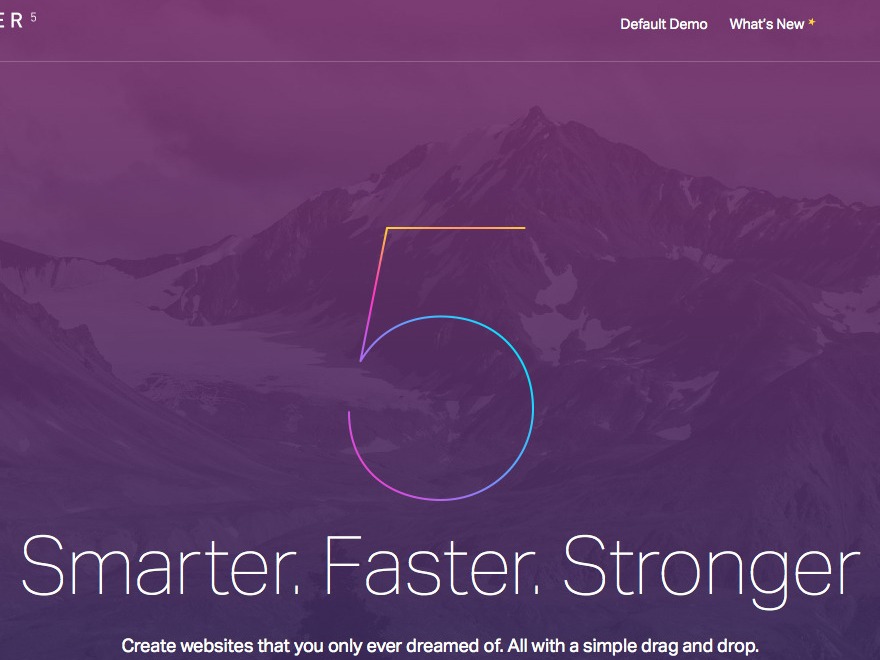 ER 5
Default Demo What's New
5
Smarter. Faster. Stronger
Create websites that you only ever dreamed of. All with a simple drag and drop.